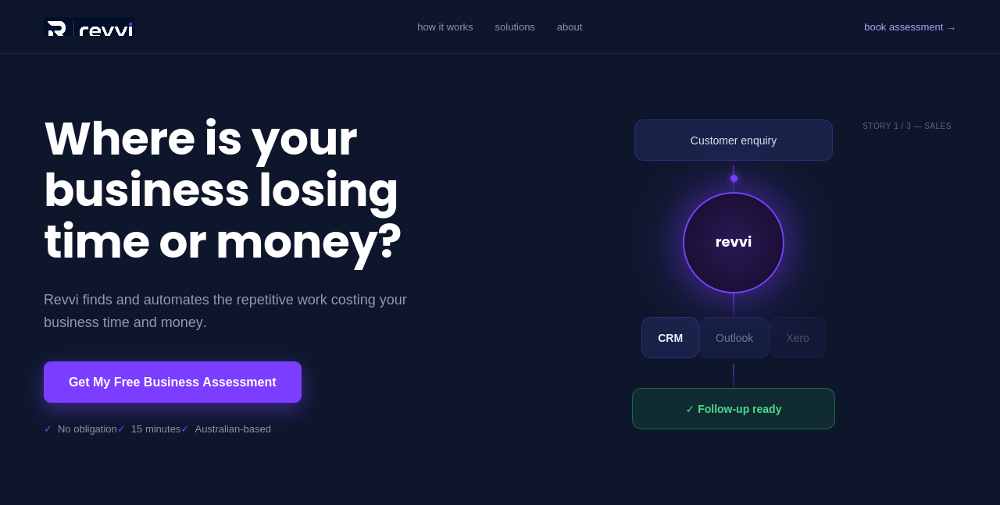 revvi
how it works
solutions
about
book assessment →
Where is your
business losing
time or money?
Revvi finds and automates the repetitive work costing your
business time and money.
Get My Free Business Assessment
✓ No obligation✓ 15 minutes✓ Australian-based
STORY 1 / 3 — SALES
Customer enquiry
revvi
CRM
Outlook
Xero
✓ Follow-up ready